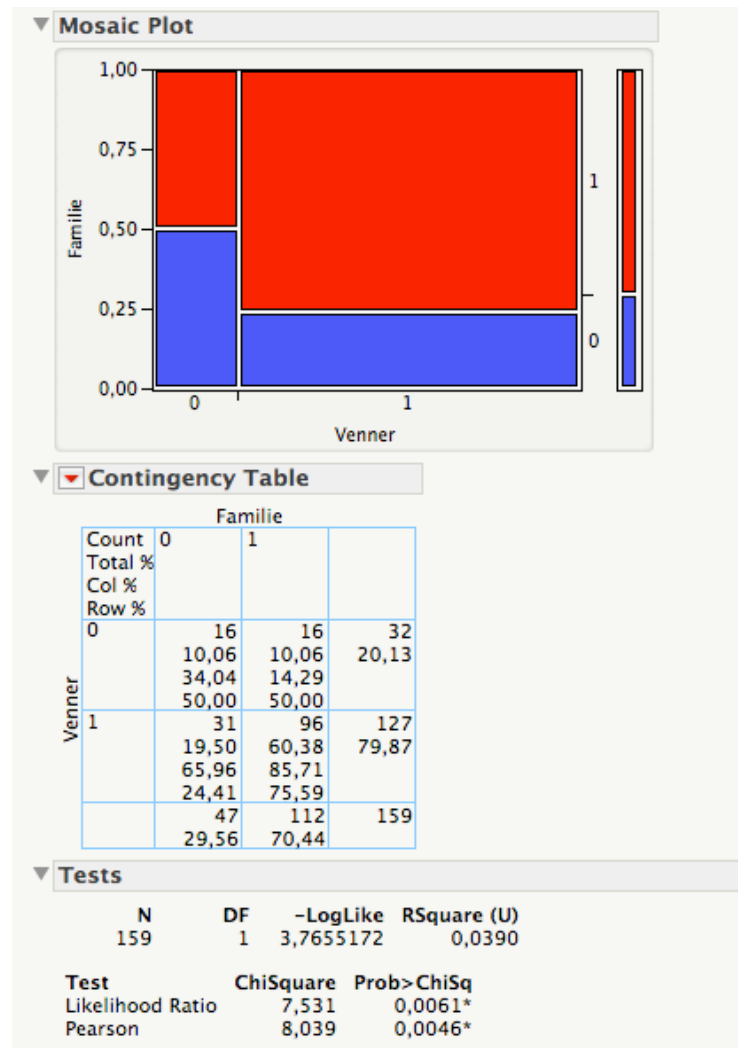 Mosaic Plot
1,00
0,75
0,50
0,25
0,00
Familie
1
0
0 1
Venner
Contingency Table
Familie
Count 0 1
Total %
Col %
Row %
Venner
0 16 16 32
10,06 10,06 20,13
34,04 14,29
50,00 50,00
1 31 96 127
19,50 60,38 79,87
65,96 85,71
24,41 75,59
47 112 159
29,56 70,44
Tests
N DF -LogLike RSquare (U)
159 1 3,7655172 0,0390
Test ChiSquare Prob>ChiSq
Likelihood Ratio 7,531 0,0061*
Pearson 8,039 0,0046*